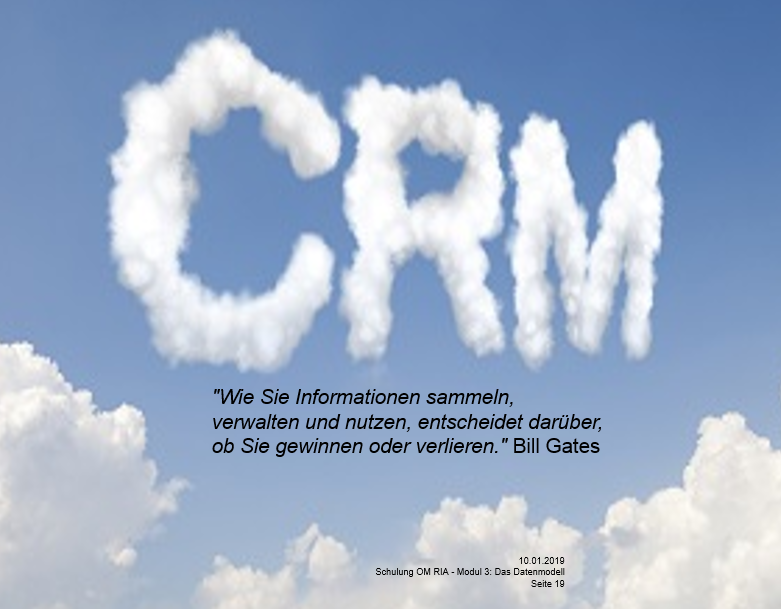 CRM
"Wie Sie Informationen sammeln,
verwalten und nutzen, entscheidet darüber,
ob Sie gewinnen oder verlieren." Bill Gates
10.01.2019
Schulung OM RIA - Modul 3: Das Datenmodell
Seite 19